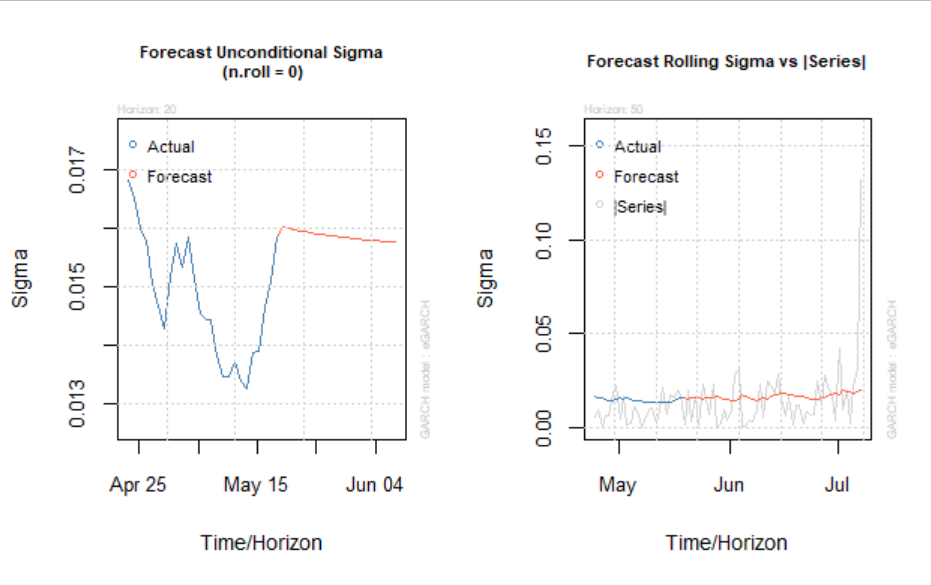 Forecast Unconditional Sigma
(n.roll = 0)
Horizon: 20
Actual
Forecast
0.017
0.015
0.013
Sigma
Apr 25
May 15
Jun 04
Time/Horizon
GARCH model : eGARCH
Forecast Rolling Sigma vs |Series|
Horizon: 50
Actual
Forecast
|Series|
0.15
0.10
0.05
0.00
Sigma
May
Jun
Jul
Time/Horizon
GARCH model : eGARCH